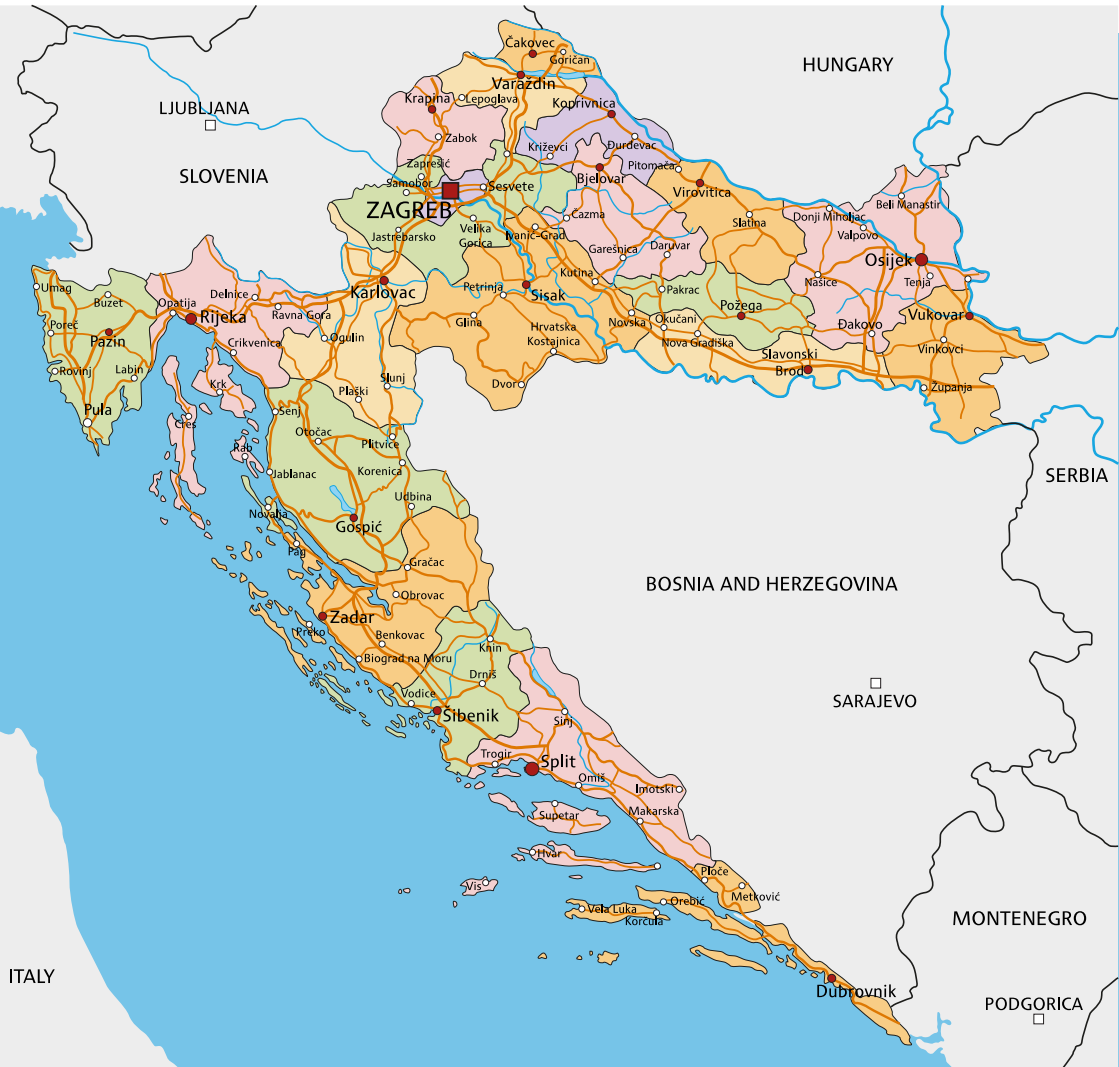 Čakovec
Goričan
HUNGARY
Varaždin
Krapina
Lepoglava
Koprivnica
LJUBLJANA
Zabok
Križevci
Đurđevac
Zaprešić
Pitomača
SLOVENIA
Samobor
Sesvete
Bjelovar
Virovitica
Beli Manastir
ZAGREB
Čazma
Slatina
Donji Miholjac
Jastrebarsko
Velika
Gorica
Ivanić-Grad
Valpovo
Garešnica
Daruvar
Osijek
Kutina
Umag
Buzet
Delnice
Karlovac
Petrinja
Sisak
Pakrac
Našice
Tenja
Opatija
Rijeka
Ravna Gora
Požega
Vukovar
Poreč
Glina
Hrvatska
Kostajnica
Novska
Okučani
Đakovo
Pazin
Crikvenica
Ogulin
Nova Gradiška
Vinkovci
Rovinj
Labin
Slavonski
Brod
Krk
Plaški
Slunj
Dvor
Županja
Pula
Senj
Cres
Otočac
Plitvice
Rab
Jablanac
Korenica
SERBIA
Udbina
Novalja
Gospić
Pag
Gračac
BOSNIA AND HERZEGOVINA
Obrovac
Zadar
Preko
Benkovac
Knin
Biograd na Moru
Drniš
Vodice
SARAJEVO
Šibenik
Sinj
Trogir
Split
Omiš
Imotski
Supetar
Makarska
Hvar
Ploče
Vis
Metković
Orebić
Vela Luka
Korčula
MONTENEGRO
ITALY
Dubrovnik
PODGORICA